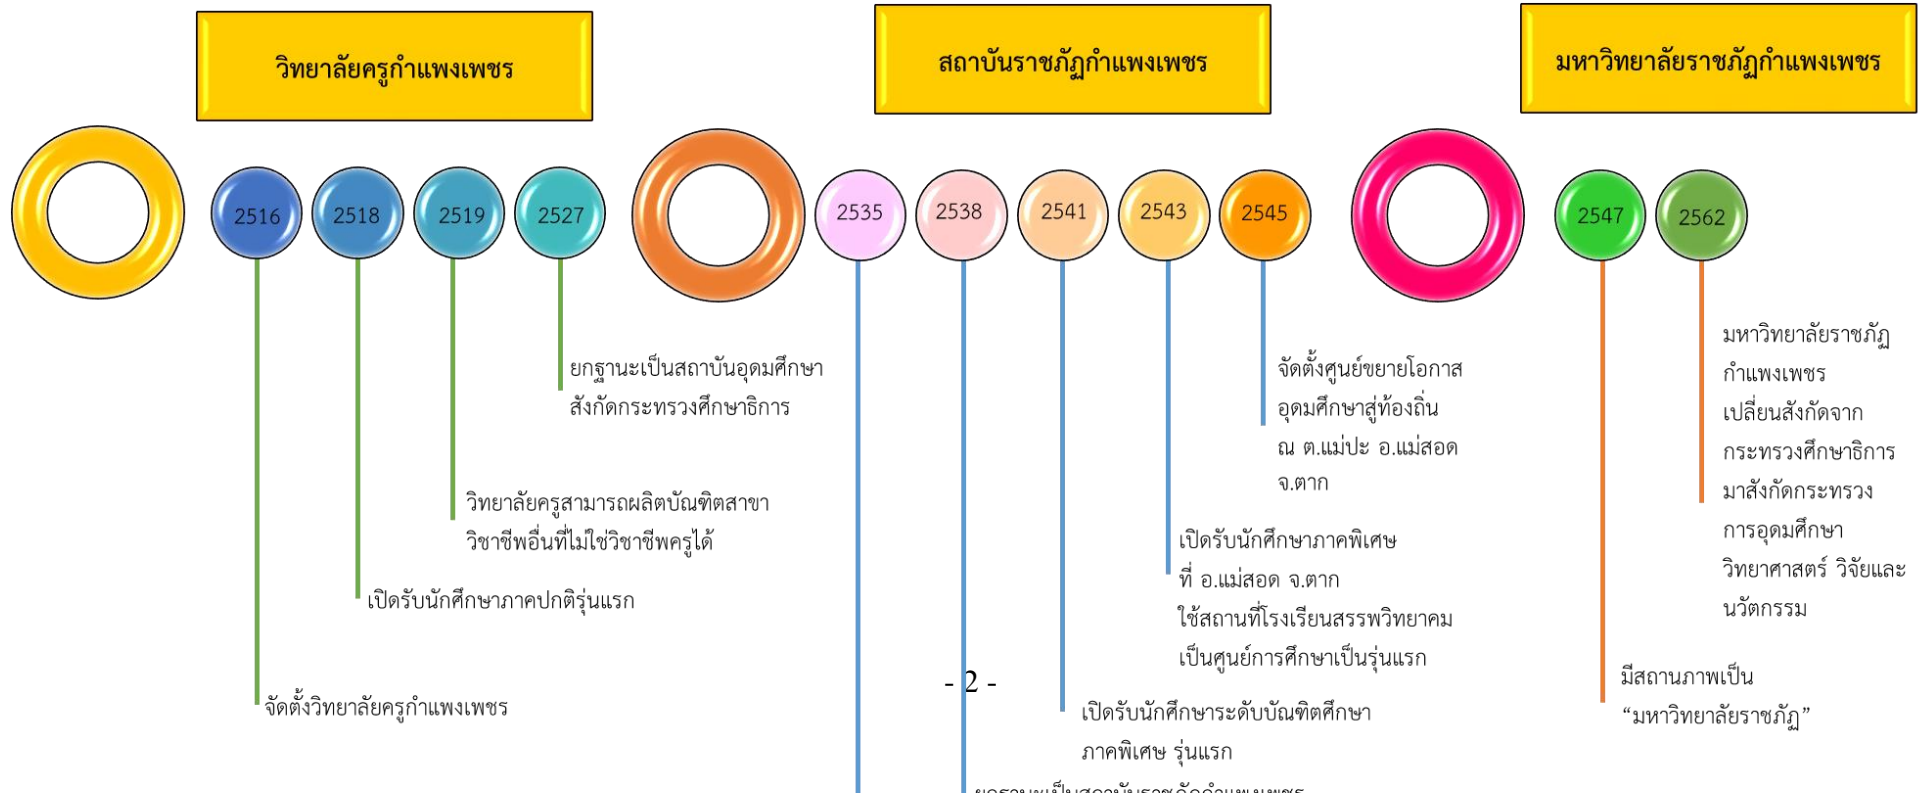 วิทยาลัยครูกำแพงเพชร
สถาบันราชภัฏกำแพงเพชร
มหาวิทยาลัยราชภัฏกำแพงเพชร
2516
2518
2519
2527
2535
2538
2541
2543
2545
2547
2562
ยกฐานะเป็นสถาบันอุดมศึกษา
สังกัดกระทรวงศึกษาธิการ
วิทยาลัยครูสามารถผลิตบัณฑิตสาขา
วิชาชีพอื่นที่ไม่ใช่วิชาชีพครูได้
เปิดรับนักศึกษาภาคปกติรุ่นแรก
จัดตั้งวิทยาลัยครูกำแพงเพชร
จัดตั้งศูนย์ขยายโอกาส
อุดมศึกษาสู่ท้องถิ่น
ณ ต.แม่ปะ อ.แม่สอด
จ.ตาก
เปิดรับนักศึกษาภาคพิเศษ
ที่ อ.แม่สอด จ.ตาก
ใช้สถานที่โรงเรียนสรรพวิทยาคม
เป็นศูนย์การศึกษาเป็นรุ่นแรก
- 2 -
เปิดรับนักศึกษาระดับบัณฑิตศึกษา
ภาคพิเศษ รุ่นแรก
มหาวิทยาลัยราชภัฏ
กำแพงเพชร
เปลี่ยนสังกัดจาก
กระทรวงศึกษาธิการ
มาสังกัดกระทรวง
การอุดมศึกษา
วิทยาศาสตร์ วิจัยและ
นวัตกรรม
มีสถานภาพเป็น
“มหาวิทยาลัยราชภัฏ”